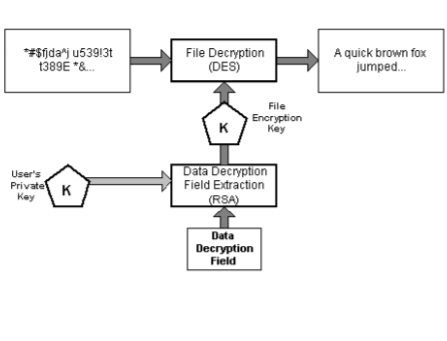 *#$fjda^j u539!3t
t389E *&...
File Decryption
(DES)
A quick brown fox
jumped...
K
File
Encryption
Key
User's
Private
Key
K
Data Decryption
Field Extraction
(RSA)
Data
Decryption
Field